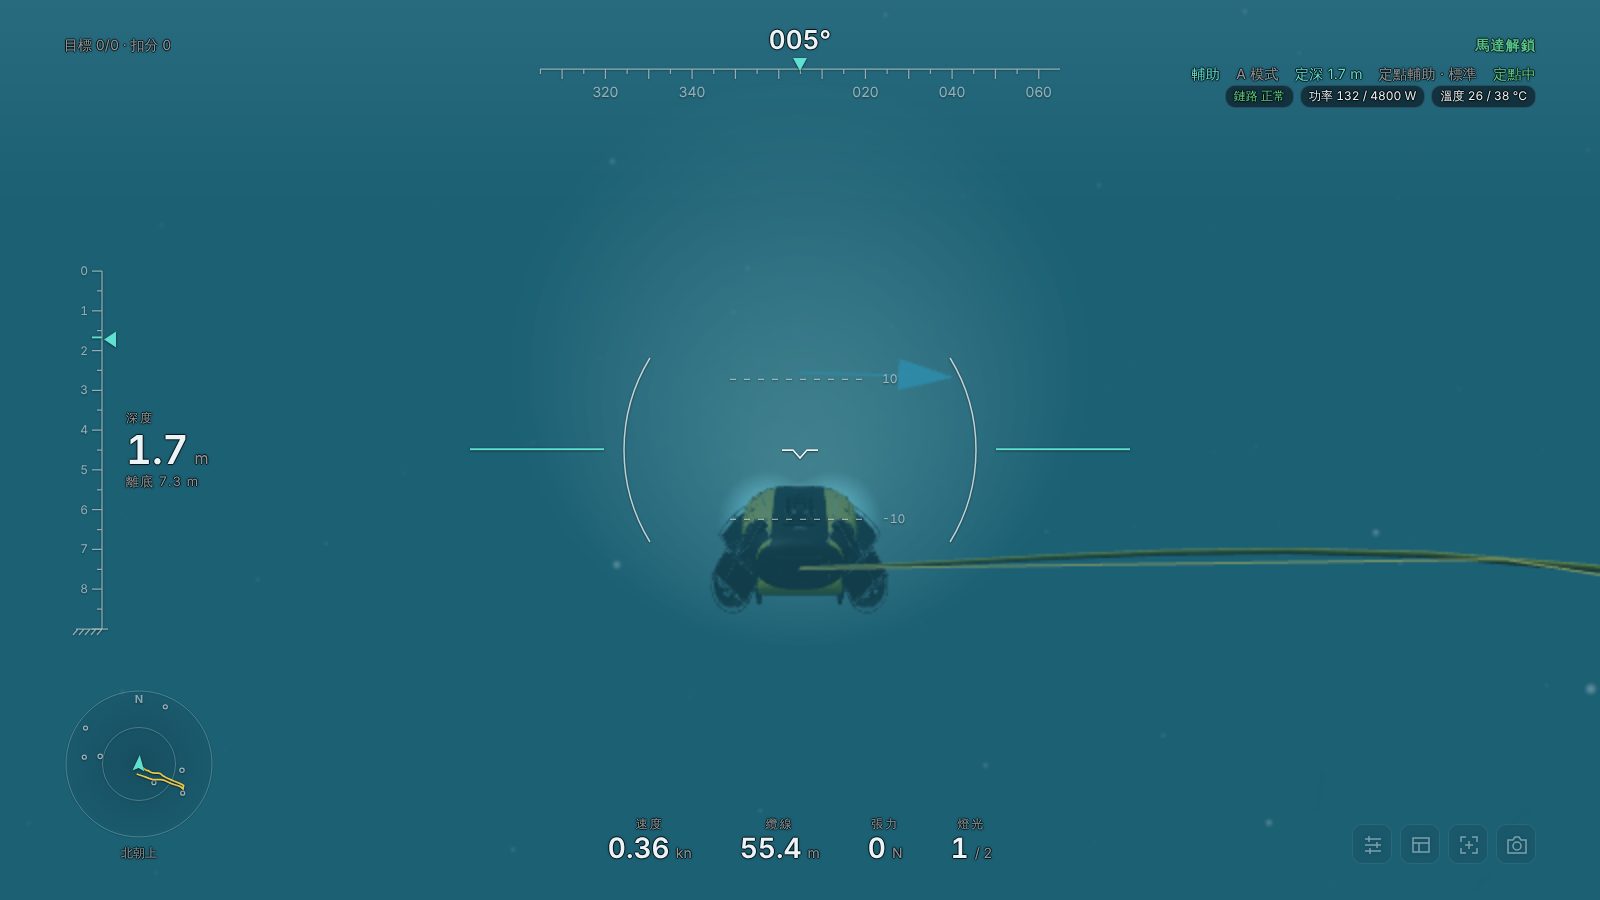 目標 0/0 · 扣分 0
005°
320 340 020 040 060
馬達解鎖
輔助 A 模式 定深 1.7 m 定點輔助 · 標準 定點中
鏈路 正常 功率 132 / 4800 W 溫度 26 / 38 °C
0
1
2
3
4
5
6
7
8
深度
1.7 m
離底 7.3 m
10
-10
N
北朝上
速度 纜線 張力 燈光
0.36 kn 55.4 m 0 N 1 / 2